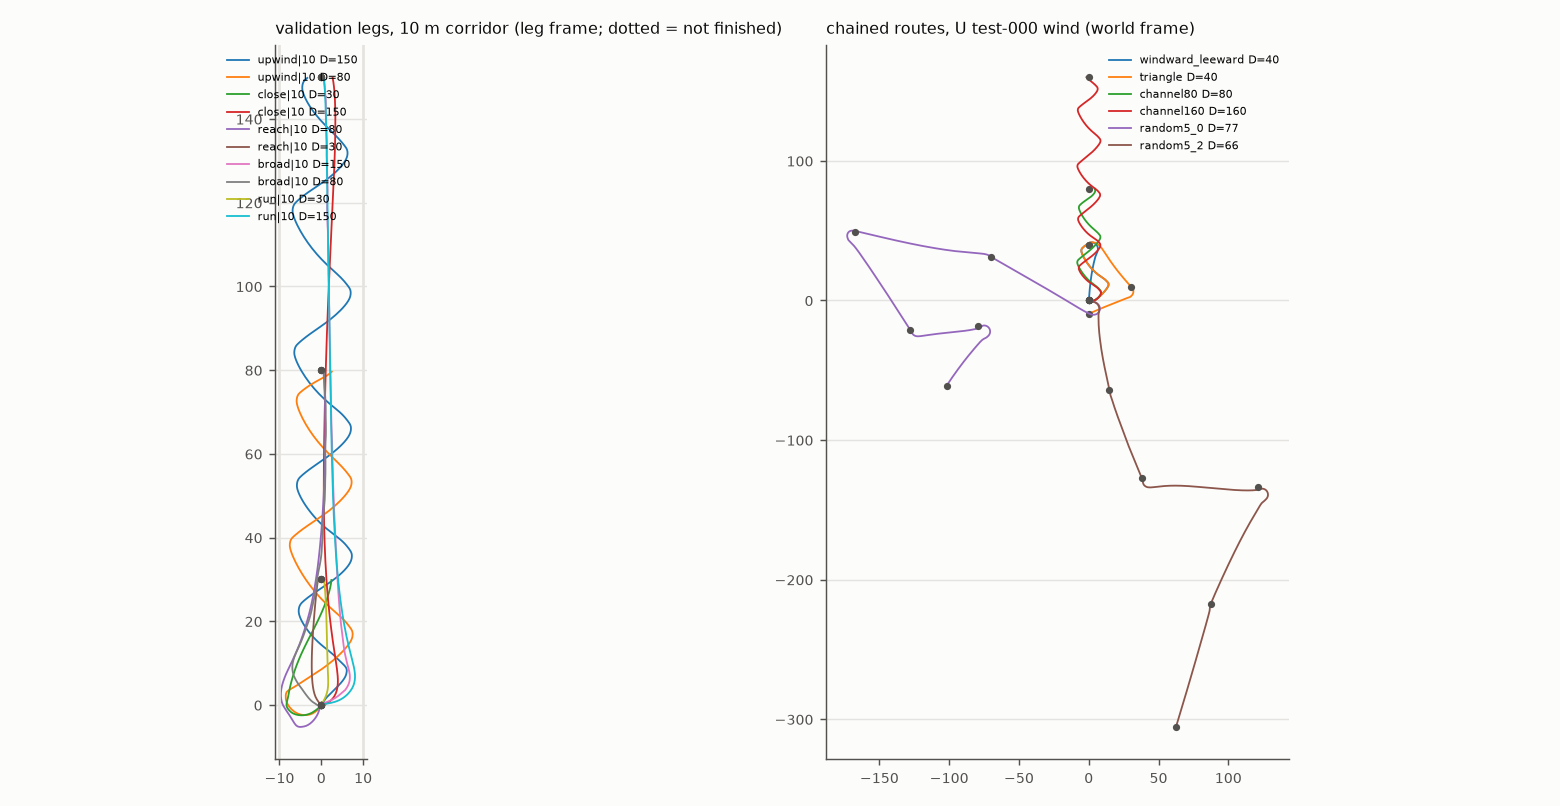 validation legs, 10 m corridor (leg frame; dotted = not finished)
upwind|10 D=150
upwind|10 D=80
close|10 D=30
close|10 D=150
reach|10 D=80
reach|10 D=30
broad|10 D=150
broad|10 D=80
run|10 D=30
run|10 D=150
140
120
100
80
60
40
20
0
−10 0 10
chained routes, U test-000 wind (world frame)
windward_leeward D=40
triangle D=40
channel80 D=80
channel160 D=160
random5_0 D=77
random5_2 D=66
100
0
−100
−200
−300
−150 −100 −50 0 50 100